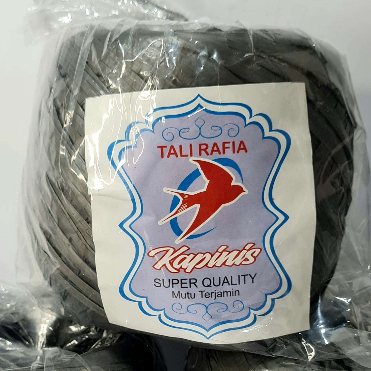 TALI RAFIA
Kapinis
SUPER QUALITY
Mutu Terjamin